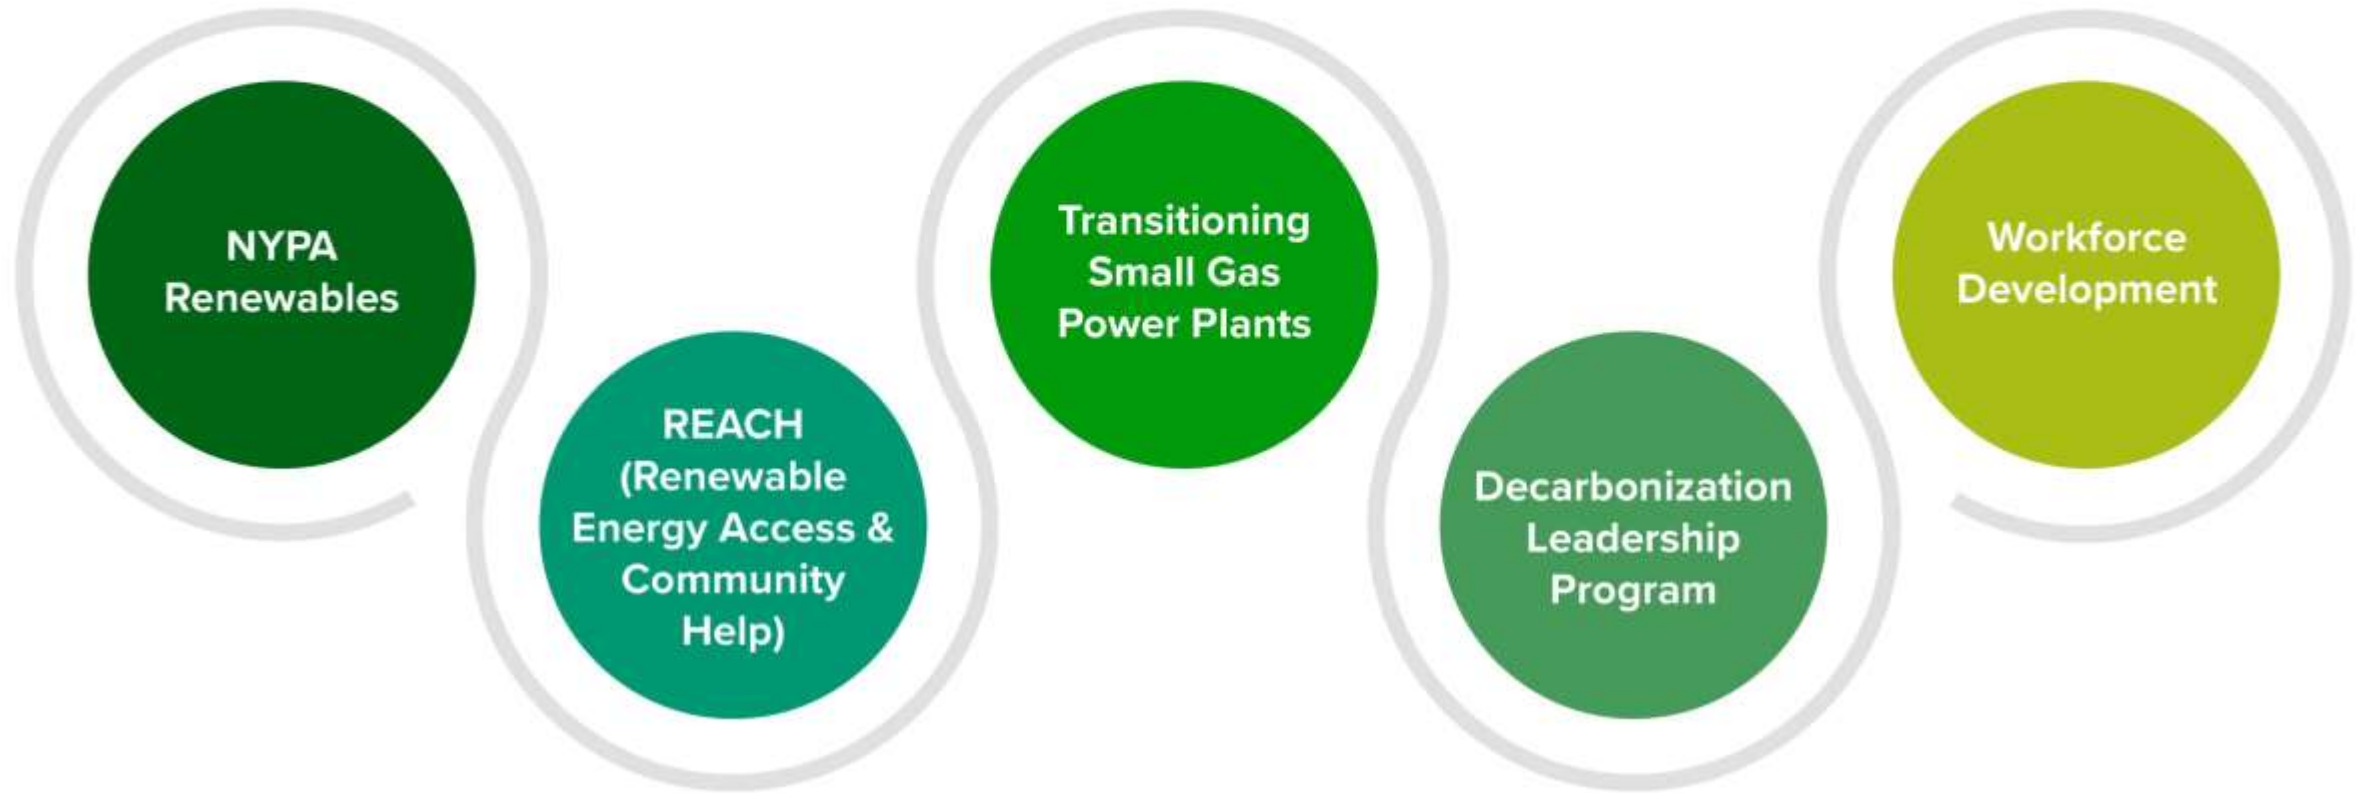 NYPA
Renewables
REACH
(Renewable
Energy Access &
Community
Help)
Transitioning
Small Gas
Power Plants
Decarbonization
Leadership
Program
Workforce
Development